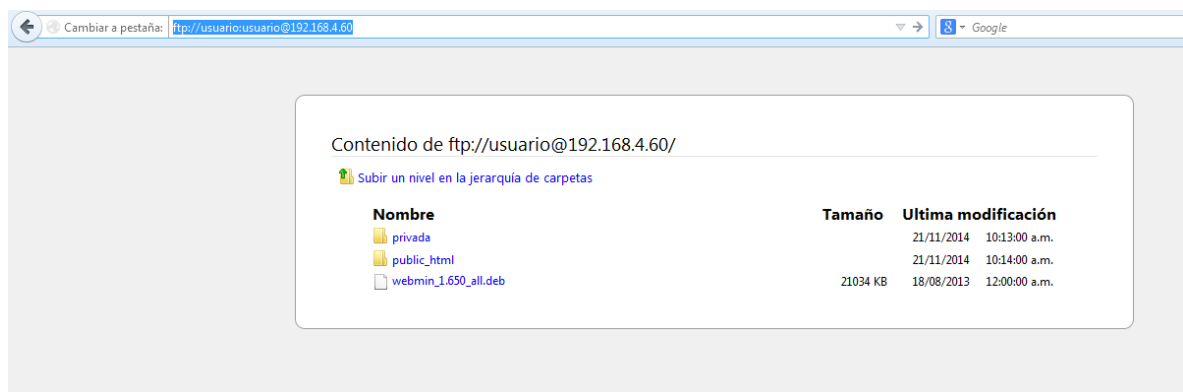 Cambiar a pestaña: ftp://usuario:usuario@192.168.4.60 8 Google
Contenido de ftp://usuario@192.168.4.60/
Subir un nivel en la jerarquía de carpetas
Nombre Tamaño Ultima modificación
privada 21/11/2014 10:13:00 a.m.
public_html 21/11/2014 10:14:00 a.m.
webmin_1.650_all.deb 21034 KB 18/08/2013 12:00:00 a.m.